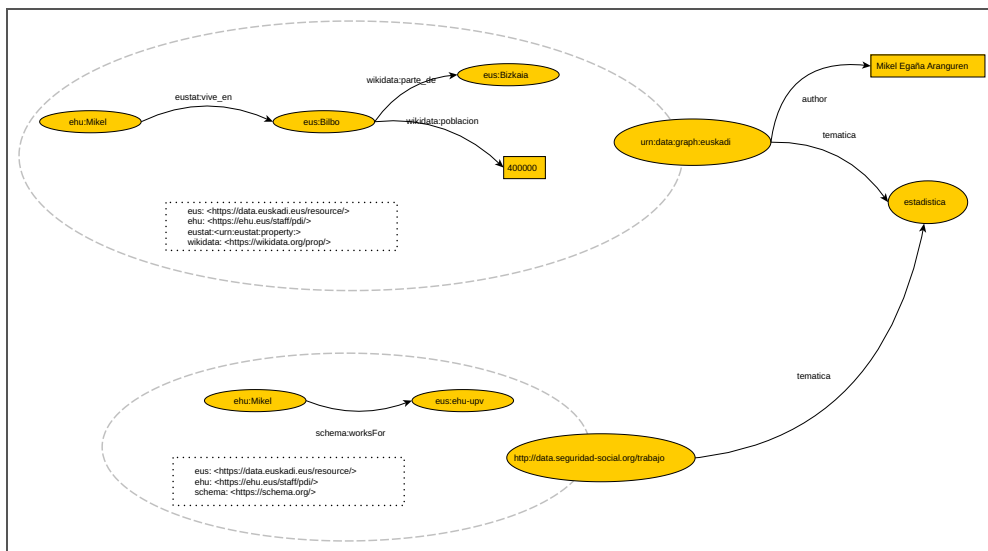 Mikel Egaña Aranguren
eus:Bizkaia
wikidata:parte_de
eustat:vive_en
author
ehu:Mikel
eus:Bilbo
wikidata:poblacion
tematica
urn:data:graph:euskadi
400000
estadistica
eus: <https://data.euskadi.eus/resource/>
ehu: <https://ehu.eus/staff/pdi/>
eustat:<urn:eustat:property:>
wikidata: <https://wikidata.org/prop/>
tematica
ehu:Mikel
eus:ehu-upv
schema:worksFor
http://data.seguridad-social.org/trabajo
eus: <https://data.euskadi.eus/resource/>
ehu: <https://ehu.eus/staff/pdi/>
schema: <https://schema.org/>